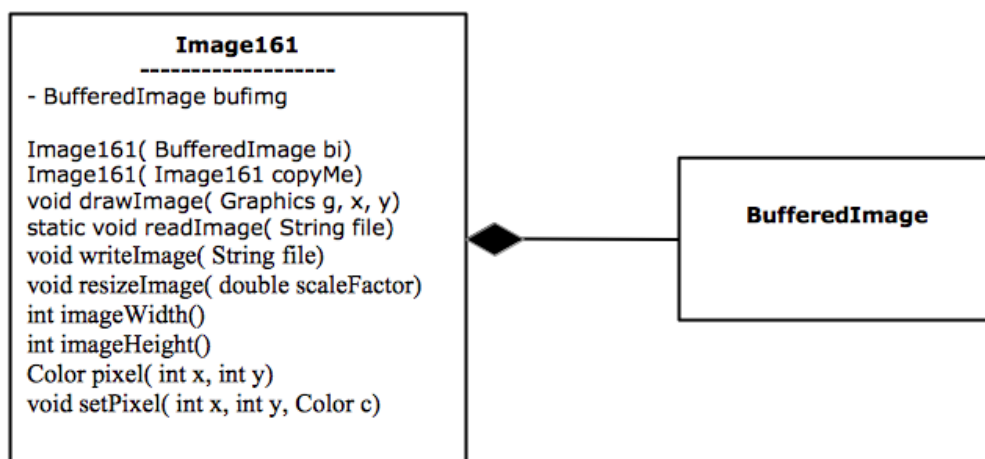 Image161
-------------------
- BufferedImage bufimg
Image161( BufferedImage bi)
Image161( Image161 copyMe)
void drawImage( Graphics g, x, y)
static void readImage( String file)
void writeImage( String file)
void resizeImage( double scaleFactor)
int imageWidth()
int imageHeight()
Color pixel( int x, int y)
void setPixel( int x, int y, Color c)
BufferedImage